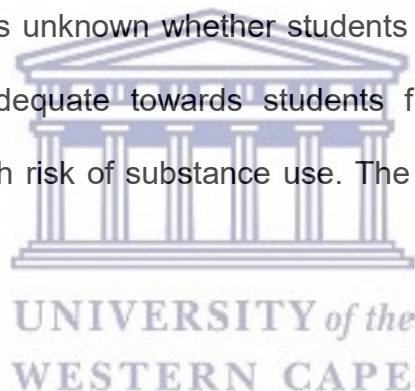 s unknown whether students
dequate towards students f
h risk of substance use. The
UNIVERSITY of the
WESTERN CAPE